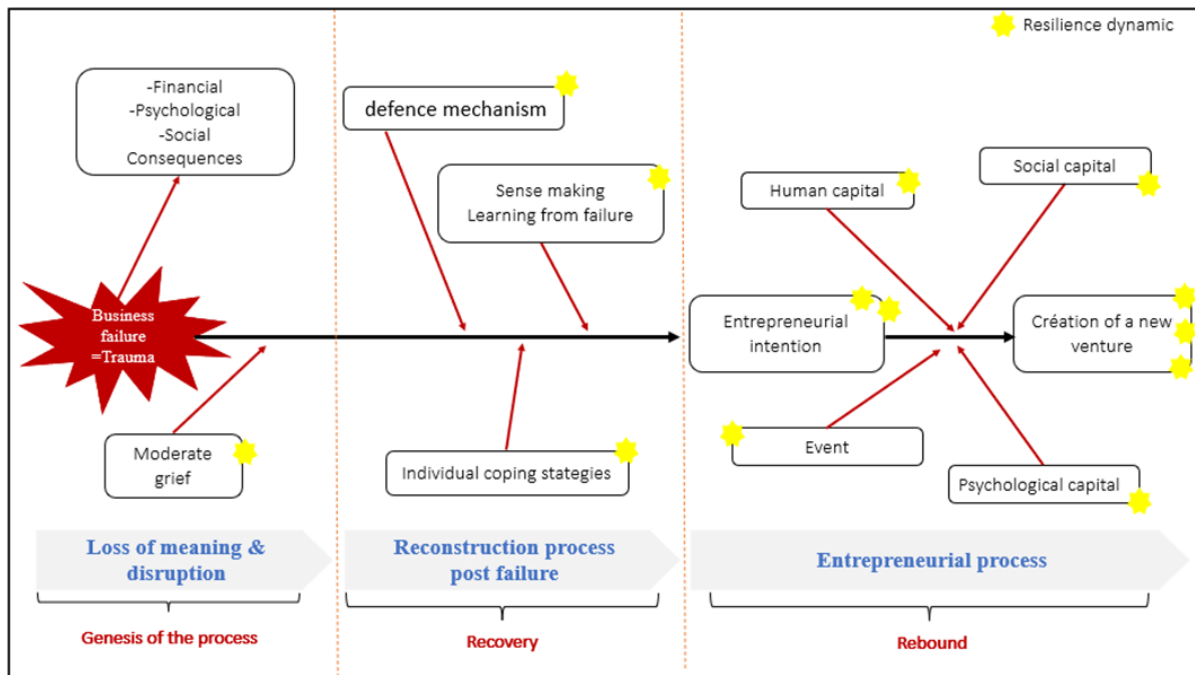 Resilience dynamic
-Financial
-Psychological
-Social
Consequences
defence mechanism
Sense making
Learning from failure
Human capital
Social capital
Business
failure
=Trauma
Entrepreneurial
intention
Création of a new
venture
Moderate
grief
Individual coping stategies
Event
Psychological capital
Loss of meaning &
disruption
Reconstruction process
post failure
Entrepreneurial process
Genesis of the process
Recovery
Rebound